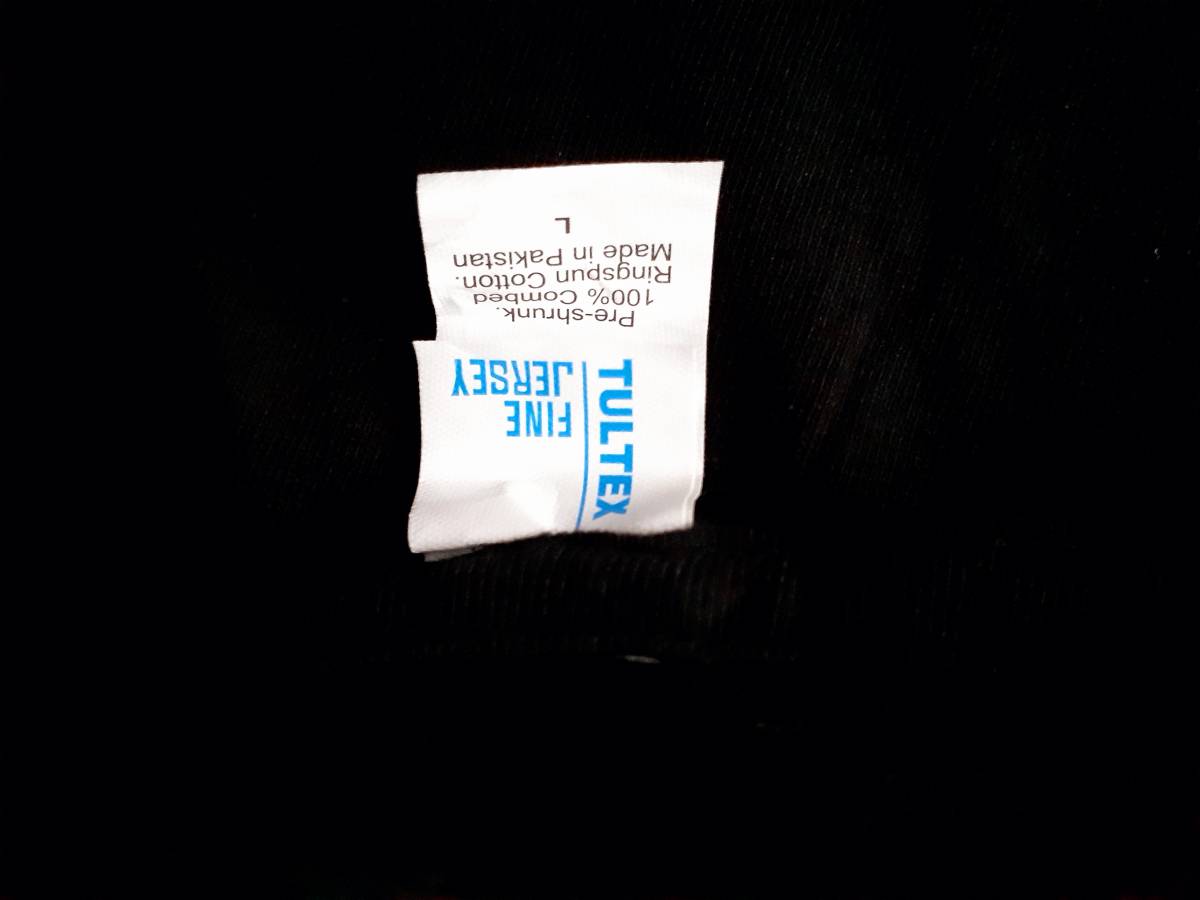 TULTEX
FINE
JERSEY
Pre-shrunk.
100% Combed
Ringspun Cotton.
Made in Pakistan
L